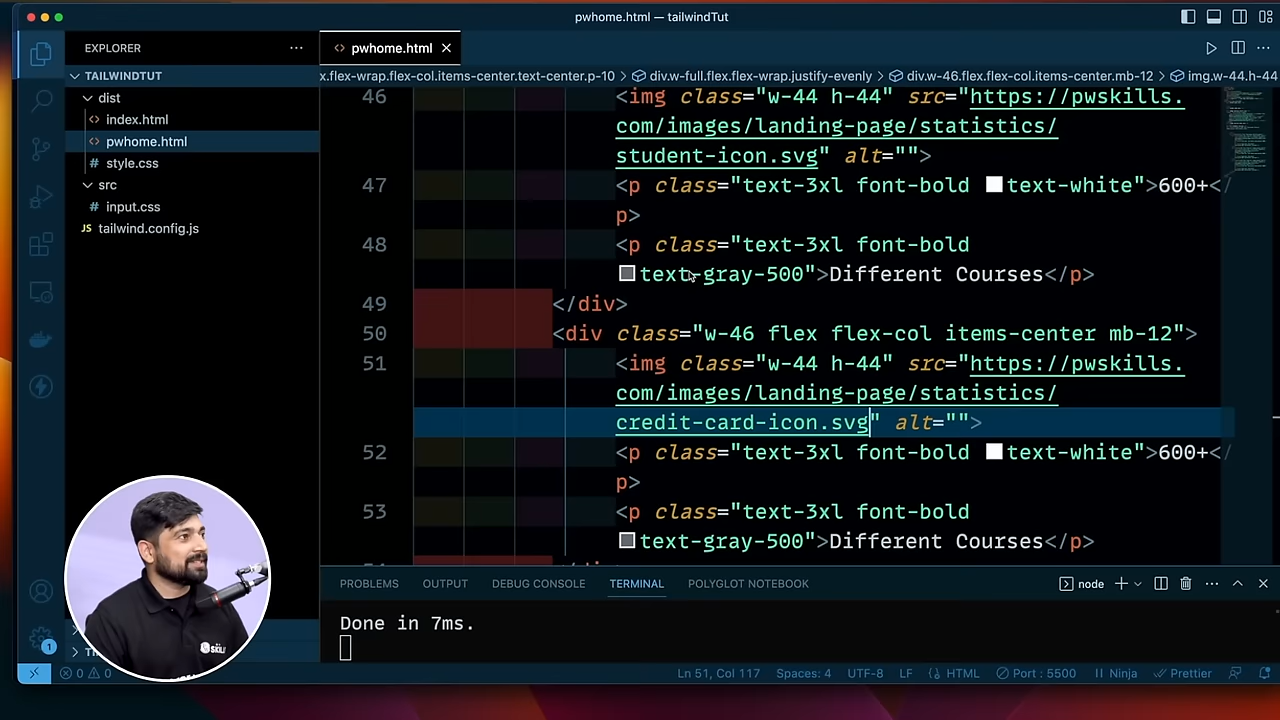 pwhome.html — tailwindTut
EXPLORER
pwhome.html
TAILWINDTUT
x.flex-wrap.flex-col.items-center.text-center.p-10 > div.w-full.flex.flex-wrap.justify-evenly > div.w-46.flex.flex-col.items-center.mb-12 > img.w-44.h-44
dist
index.html
pwhome.html
style.css
src
input.css
JS tailwind.config.js
46 <img class="w-44 h-44" src="https://pwskills.
com/images/landing-page/statistics/
student-icon.svg" alt="">
47 <p class="text-3xl font-bold text-white">600+</
p>
48 <p class="text-3xl font-bold
text-gray-500">Different Courses</p>
49 </div>
50 <div class="w-46 flex flex-col items-center mb-12">
51 <img class="w-44 h-44" src="https://pwskills.
com/images/landing-page/statistics/
credit-card-icon.svg" alt="">
52 <p class="text-3xl font-bold text-white">600+</
p>
53 <p class="text-3xl font-bold
text-gray-500">Different Courses</p>
PROBLEMS OUTPUT DEBUG CONSOLE TERMINAL POLYGLOT NOTEBOOK
node
Done in 7ms.
1
0 0
Ln 51, Col 117 Spaces: 4 UTF-8 LF HTML Port : 5500 Ninja Prettier